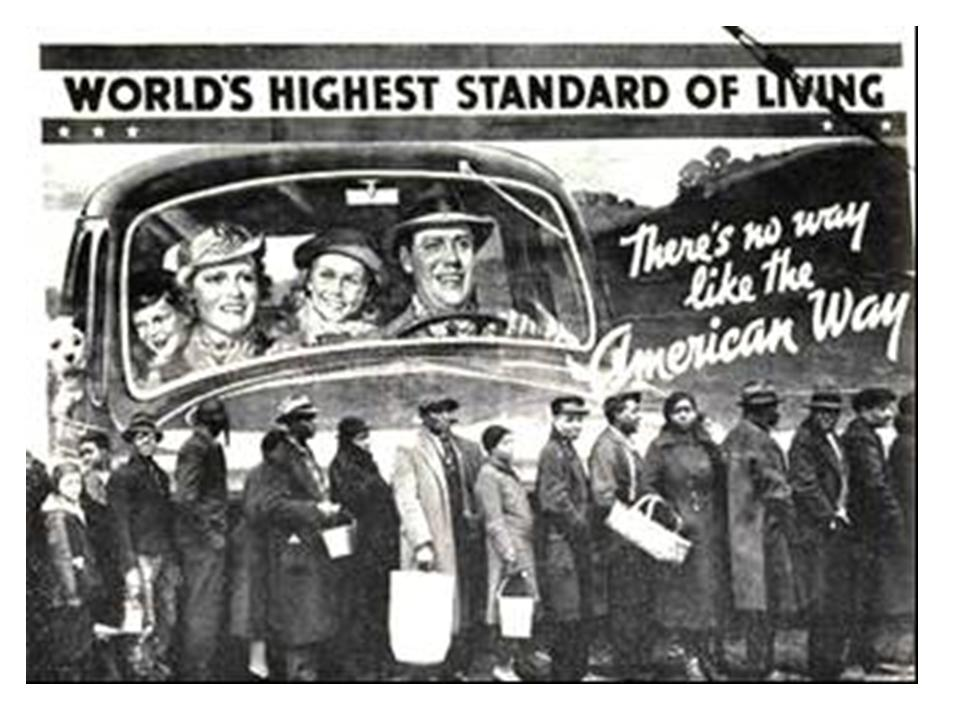 WORLD'S HIGHEST STANDARD OF LIVING
There's no way
like the
American Way